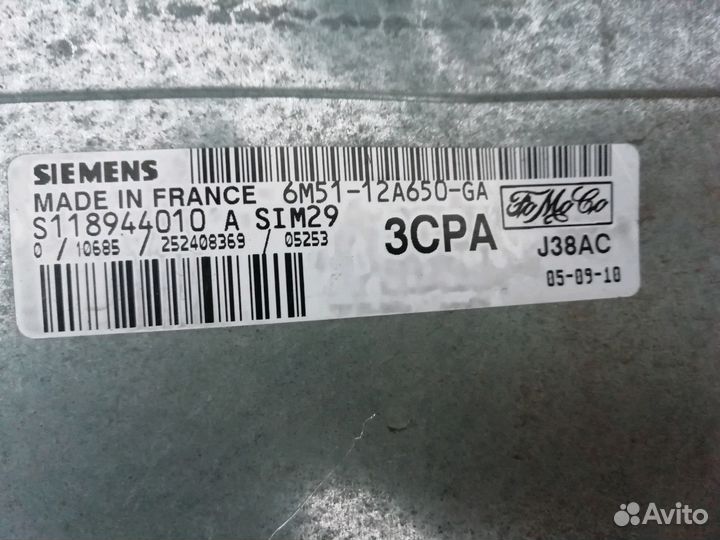 SIEMENS
MADE IN FRANCE 6M51-12A650-GA
S118944010 A SIM29
0 / 10685 / 252408369 / 05253
3CPA
FoMoCo
J38AC
05-09-10
Avito